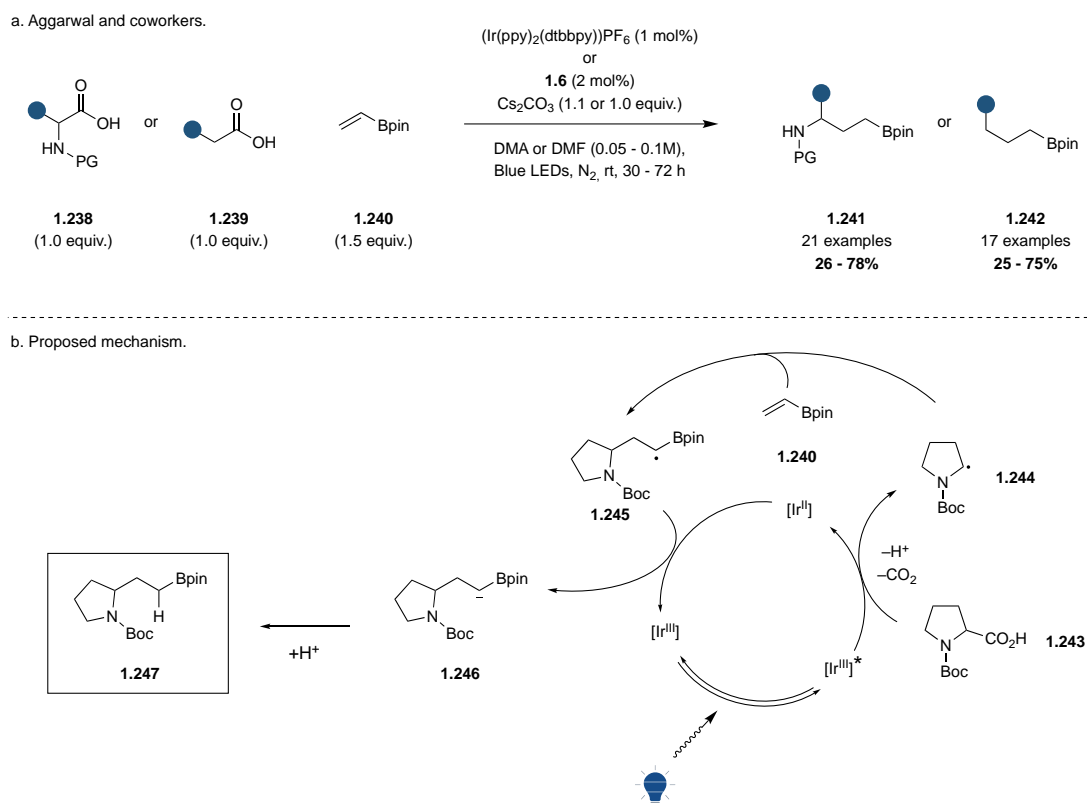 a. Aggarwal and coworkers.
(Ir(ppy)2(dtbbpy))PF6 (1 mol%)
or
1.6 (2 mol%)
Cs2CO3 (1.1 or 1.0 equiv.)
DMA or DMF (0.05 - 0.1M),
Blue LEDs, N2, rt, 30 - 72 h
O
OH
HN
PG
or
O
OH
Bpin
HN
PG
Bpin
or
Bpin
1.238
(1.0 equiv.)
1.239
(1.0 equiv.)
1.240
(1.5 equiv.)
1.241
21 examples
26 - 78%
1.242
17 examples
25 - 75%
b. Proposed mechanism.
Bpin
1.240
Bpin
N
Boc
1.245
N
Boc
1.244
[IrII]
–H+
–CO2
Bpin
H
N
Boc
1.247
+H+
Bpin
–
N
Boc
1.246
[IrIII]
[IrIII]*
CO2H
N
Boc
1.243